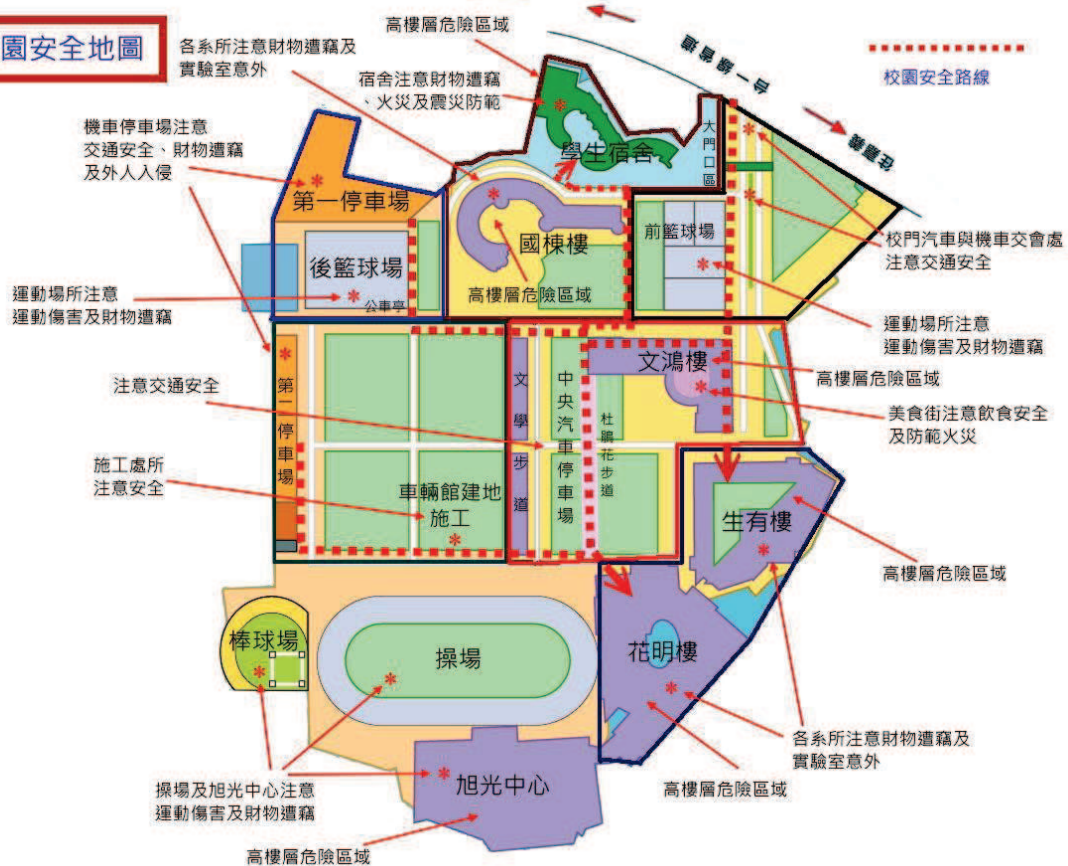 園安全地圖
高樓層危險區域
各系所注意財物遭竊及
實驗室意外
宿舍注意財物遭竊
、火災及震災防範
台一線省道
校園安全路線
往嘉義
機車停車場注意
交通安全、財物遭竊
及外人入侵
大門口區
學生宿舍
第一停車場
國棟樓
前籃球場
校門汽車與機車交會處
注意交通安全
後籃球場
高樓層危險區域
公車亭
運動場所注意
運動傷害及財物遭竊
運動場所注意
運動傷害及財物遭竊
文鴻樓
高樓層危險區域
注意交通安全
第一停車場
文學步道
中央汽車停車場
杜鵑花步道
美食街注意飲食安全
及防範火災
施工處所
注意安全
車輛館建地
施工
生有樓
高樓層危險區域
棒球場
操場
花明樓
各系所注意財物遭竊及
實驗室意外
操場及旭光中心注意
運動傷害及財物遭竊
旭光中心
高樓層危險區域
高樓層危險區域